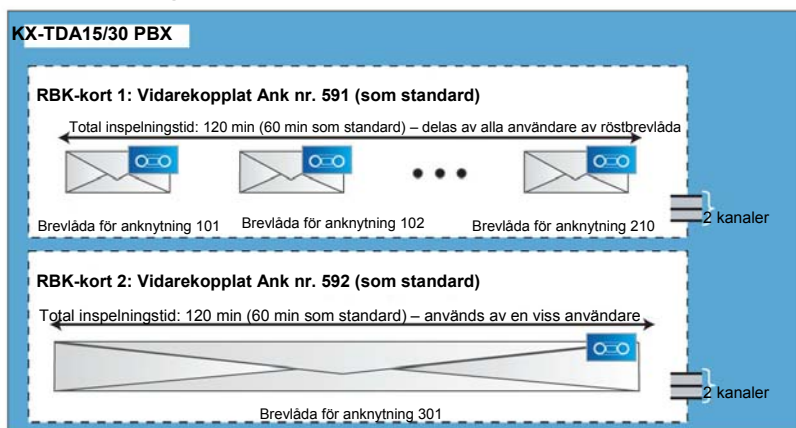 KX-TDA15/30 PBX
RBK-kort 1: Vidarekopplat Ank nr. 591 (som standard)
Total inspelningstid: 120 min (60 min som standard) – delas av alla användare av röstbrevlåda
Brevlåda för anknytning 101 Brevlåda för anknytning 102 Brevlåda för anknytning 210
2 kanaler
RBK-kort 2: Vidarekopplat Ank nr. 592 (som standard)
Total inspelningstid: 120 min (60 min som standard) – används av en viss användare
2 kanaler
Brevlåda för anknytning 301